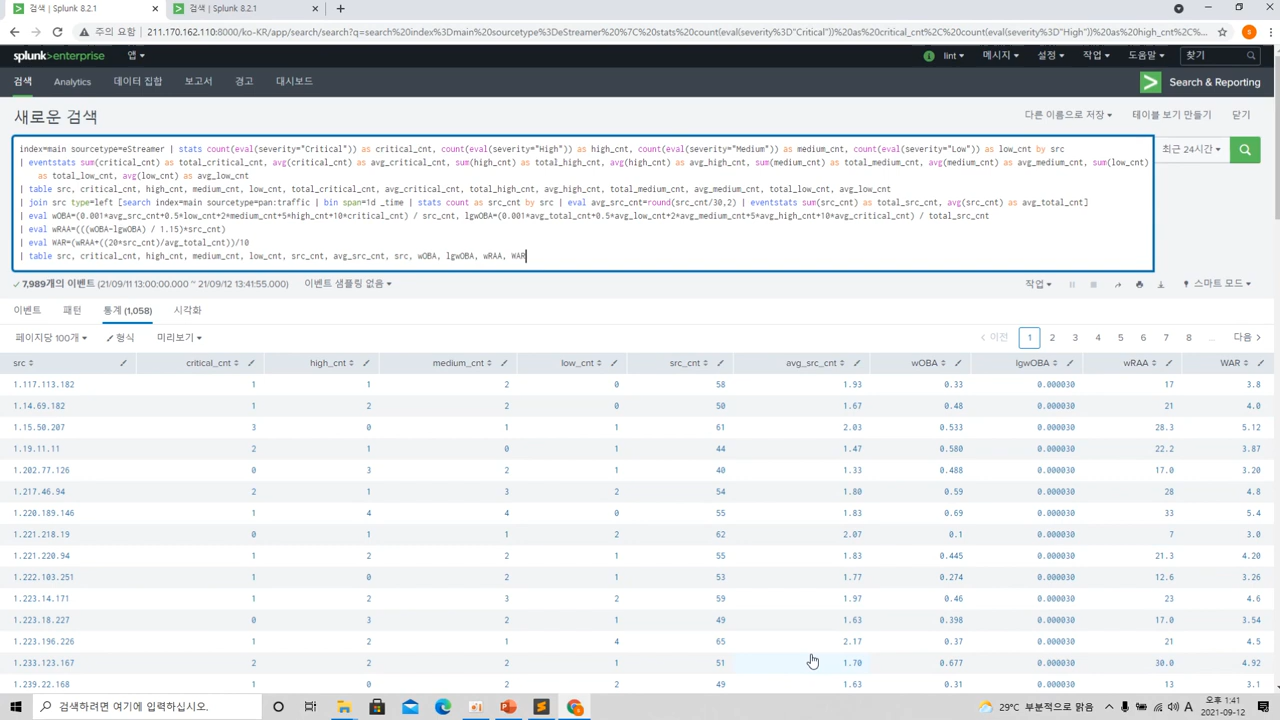 검색 | Splunk 8.2.1
검색 | Splunk 8.2.1
주의 요함 211.170.162.110:8000/ko-KR/app/search/search?q=search%20index%3Dmain%20sourcetype%3DeStreamer%20%7C%20stats%20count(eval(severity%3D"Critical"))%20as%20critical_cnt%2C%20count(eval(severity%3D"High"))%20as%20high_cnt%2C%...
splunk>enterprise 앱
lint 메시지 설정 작업 도움말 찾기
검색 Analytics 데이터 집합 보고서 경고 대시보드
Search & Reporting
새로운 검색
다른 이름으로 저장 테이블 보기 만들기 닫기
index=main sourcetype=eStreamer | stats count(eval(severity="Critical")) as critical_cnt, count(eval(severity="High")) as high_cnt, count(eval(severity="Medium")) as medium_cnt, count(eval(severity="Low")) as low_cnt by src
| eventstats sum(critical_cnt) as total_critical_cnt, avg(critical_cnt) as avg_critical_cnt, sum(high_cnt) as total_high_cnt, avg(high_cnt) as avg_high_cnt, sum(medium_cnt) as total_medium_cnt, avg(medium_cnt) as avg_medium_cnt, sum(low_cnt)
as total_low_cnt, avg(low_cnt) as avg_low_cnt
| table src, critical_cnt, high_cnt, medium_cnt, low_cnt, total_critical_cnt, avg_critical_cnt, total_high_cnt, avg_high_cnt, total_medium_cnt, avg_medium_cnt, total_low_cnt, avg_low_cnt
| join src type=left [search index=main sourcetype=pan:traffic | bin span=1d _time | stats count as src_cnt by src | eval avg_src_cnt=round(src_cnt/30,2) | eventstats sum(src_cnt) as total_src_cnt, avg(src_cnt) as avg_total_cnt]
| eval wOBA=(0.001*avg_src_cnt+0.5*low_cnt+2*medium_cnt+5*high_cnt+10*critical_cnt) / src_cnt, lgwOBA=(0.001*avg_total_cnt+0.5*avg_low_cnt+2*avg_medium_cnt+5*avg_high_cnt+10*avg_critical_cnt) / total_src_cnt
| eval wRAA=(((wOBA-lgwOBA) / 1.15)*src_cnt)
| eval WAR=(wRAA+((20*src_cnt)/avg_total_cnt))/10
| table src, critical_cnt, high_cnt, medium_cnt, low_cnt, src_cnt, avg_src_cnt, src, wOBA, lgwOBA, wRAA, WAR
최근 24시간
7,989개의 이벤트 (21/09/11 13:00:00.000 ~ 21/09/12 13:41:55.000) 이벤트 샘플링 없음
작업 스마트 모드
이벤트 패턴 통계 (1,058) 시각화
페이지당 100개 형식 미리보기
이전 1 2 3 4 5 6 7 8 ... 다음
src critical_cnt high_cnt medium_cnt low_cnt src_cnt avg_src_cnt wOBA lgwOBA wRAA WAR
1.117.113.182 1 1 2 0 58 1.93 0.33 0.000030 17 3.8
1.14.69.182 1 2 2 0 50 1.67 0.48 0.000030 21 4.0
1.15.50.207 3 0 1 1 61 2.03 0.533 0.000030 28.3 5.12
1.19.11.11 2 1 0 1 44 1.47 0.580 0.000030 22.2 3.87
1.202.77.126 0 3 2 1 40 1.33 0.488 0.000030 17.0 3.20
1.217.46.94 2 1 3 2 54 1.80 0.59 0.000030 28 4.8
1.220.189.146 1 4 4 0 55 1.83 0.69 0.000030 33 5.4
1.221.218.19 0 1 1 2 62 2.07 0.1 0.000030 7 3.0
1.221.220.94 1 2 2 1 55 1.83 0.445 0.000030 21.3 4.20
1.222.103.251 1 0 2 1 53 1.77 0.274 0.000030 12.6 3.26
1.223.14.171 1 2 3 2 59 1.97 0.46 0.000030 23 4.6
1.223.18.227 0 3 2 1 49 1.63 0.398 0.000030 17.0 3.54
1.223.196.226 1 2 1 4 65 2.17 0.37 0.000030 21 4.5
1.233.123.167 2 2 2 1 51 1.70 0.677 0.000030 30.0 4.92
1.239.22.168 1 0 2 2 49 1.63 0.31 0.000030 13 3.1
검색하려면 여기에 입력하십시오.
29°C 부분적으로 맑음 A 오후 1:41
2021-09-12